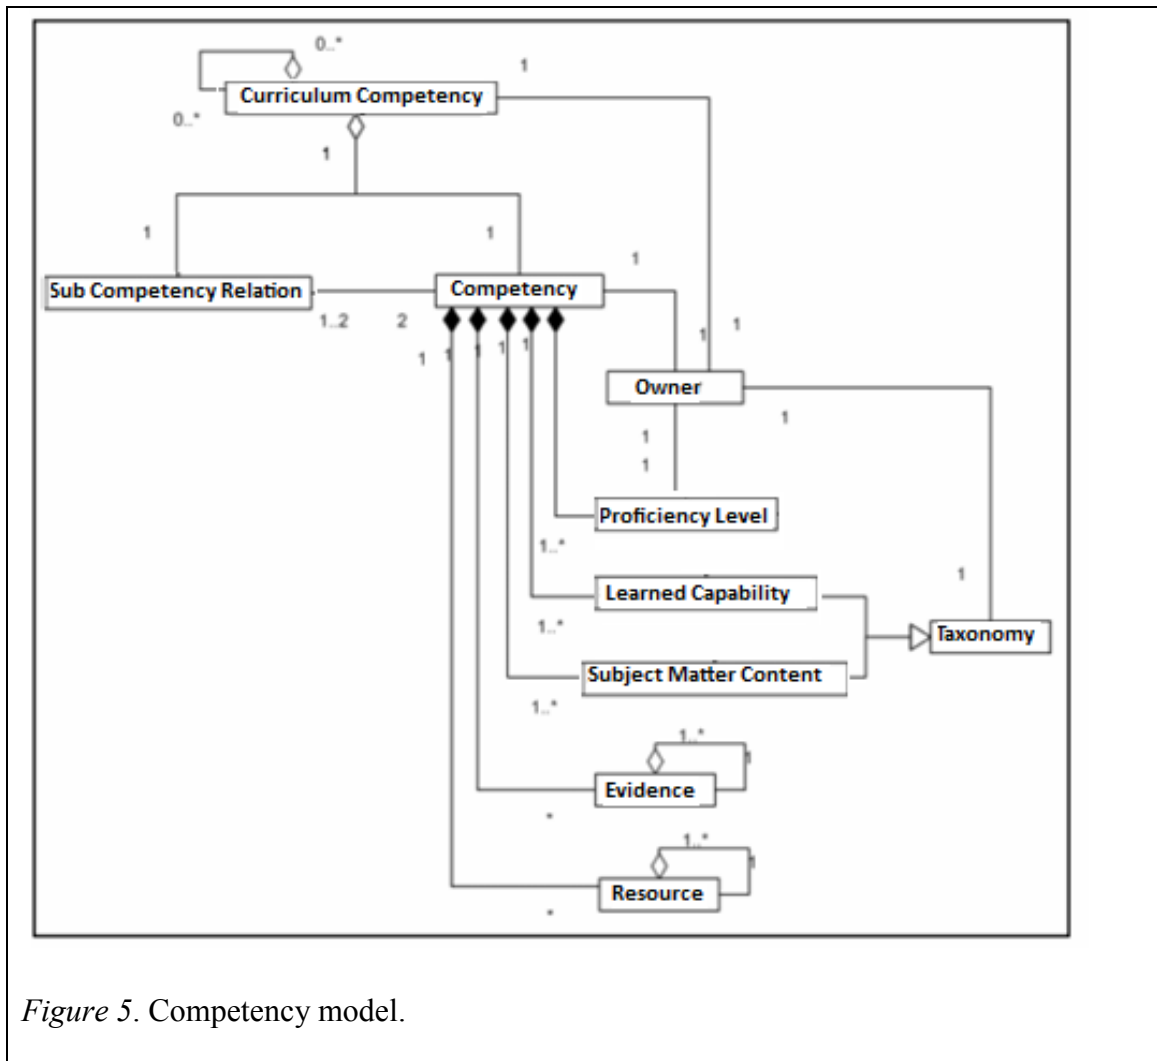 0..*
1
Curriculum Competency
0..*
1
1
1
1
Sub Competency Relation
Competency
1..2
2
1
1
1
1
1
1
1
Owner
1
1
1
Proficiency Level
1..*
1
Learned Capability
1..*
Taxonomy
Subject Matter Content
1..*
1..*
1
Evidence
*
1..*
1
Resource
*
Figure 5. Competency model.